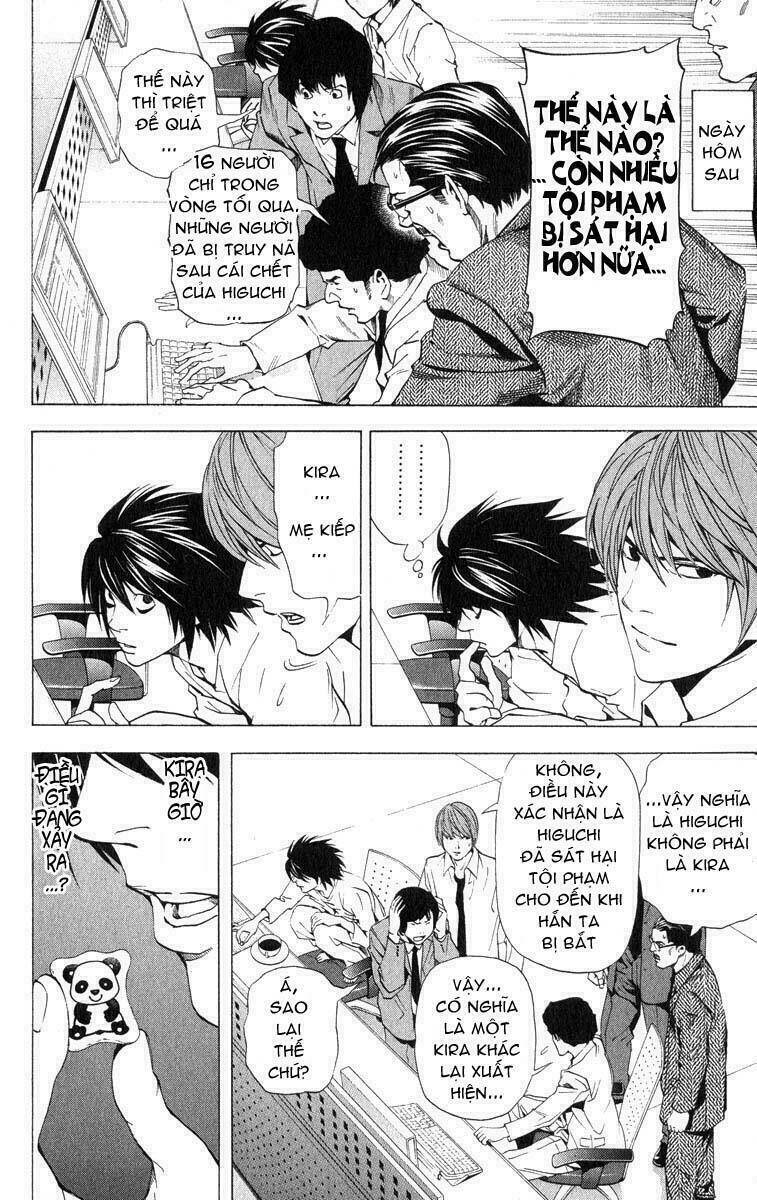 THẾ NÀY
THÌ TRIỆT
ĐỂ QUÁ
...
16 NGƯỜI
CHỈ TRONG
VÒNG TỐI QUA.
NHỮNG NGƯỜI
ĐÃ BỊ TRUY NÃ
SAU CÁI CHẾT
CỦA HIGUCHI
...
THẾ NÀY LÀ
THẾ NÀO?
... CÒN NHIỀU
TỘI PHẠM
BỊ SÁT HẠI
HƠN NỮA...
NGÀY
HÔM
SAU
KIRA
...
MẸ KIẾP
...
........
........
KIRA
BÂY
GIỜ
...
ĐIỀU
GÌ
ĐANG
XẢY
RA
...?
KHÔNG,
ĐIỀU NÀY
XÁC NHẬN LÀ
HIGUCHI
ĐÃ SÁT HẠI
TỘI PHẠM
CHO ĐẾN KHI
HẮN TA
BỊ BẮT
...VẬY NGHĨA
LÀ HIGUCHI
KHÔNG PHẢI
LÀ KIRA
...
Á,
SAO
LẠI
THẾ
CHỨ?
VẬY...
CÓ NGHĨA
LÀ MỘT
KIRA KHÁC
LẠI XUẤT
HIỆN...